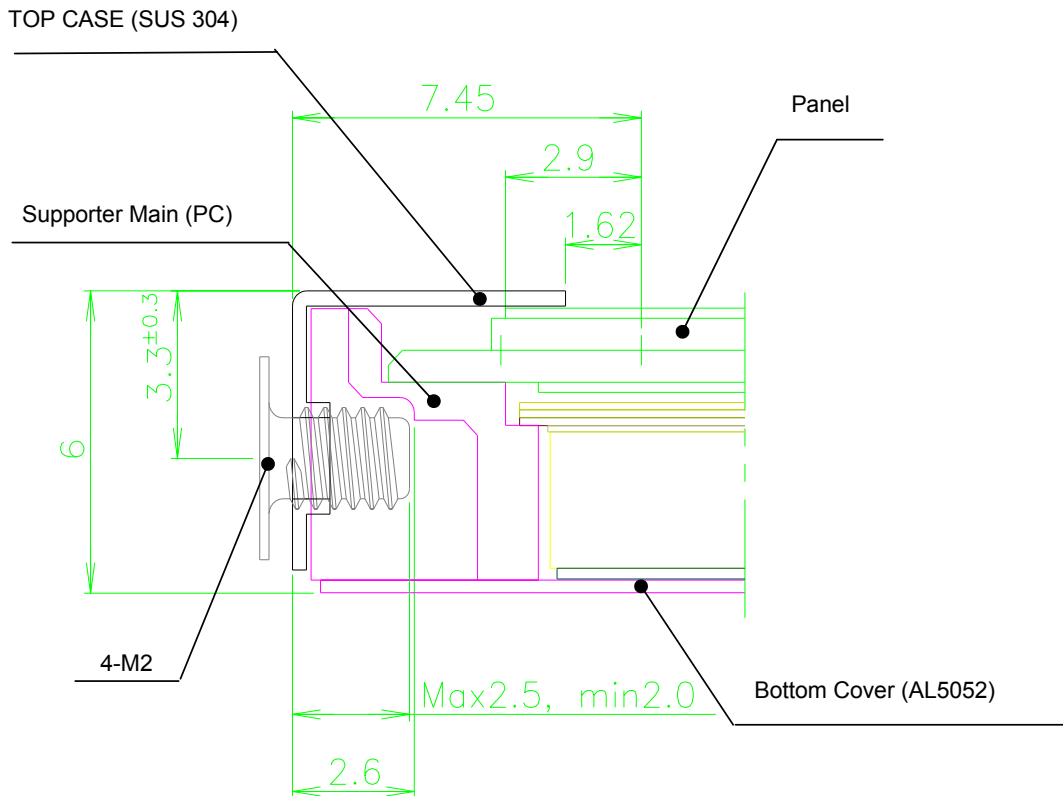 TOP CASE (SUS 304)
7.45
Panel
2.9
Supporter Main (PC)
1.62
3.3±0.3
6
4-M2
Max2.5, min2.0
Bottom Cover (AL5052)
2.6